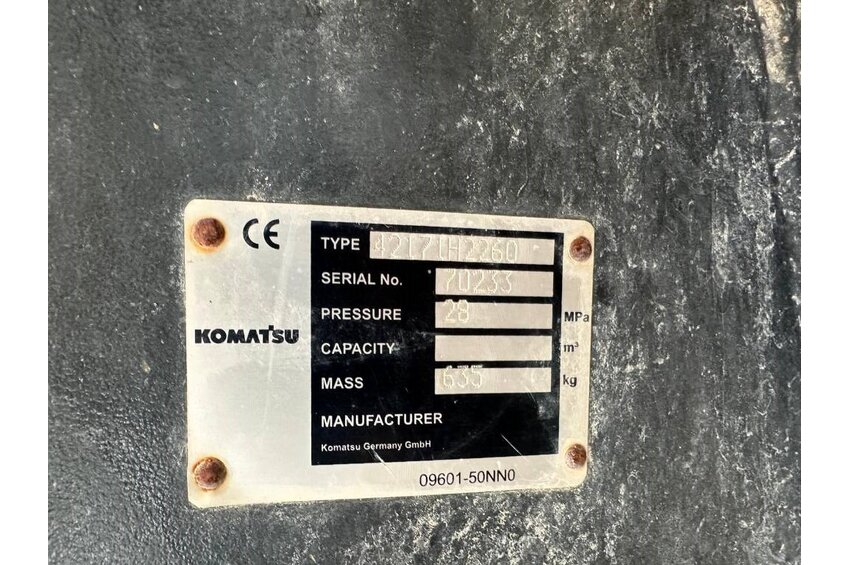 CE
TYPE 42171H2260
SERIAL No. 70233
PRESSURE 28 MPa
KOMATSU
CAPACITY m³
MASS 635 kg
MANUFACTURER
Komatsu Germany GmbH
09601-50NN0